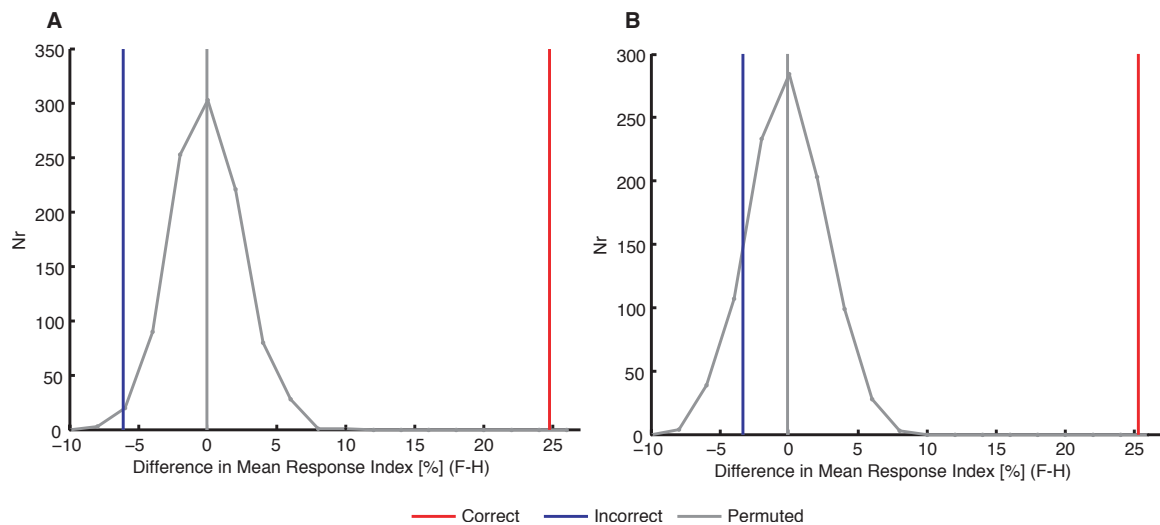 A
350
300
250
200
150
100
50
0
Nr
−10 −5 0 5 10 15 20 25
Difference in Mean Response Index [%] (F-H)
B
300
250
200
150
100
50
0
Nr
−10 −5 0 5 10 15 20 25
Difference in Mean Response Index [%] (F-H)
Correct Incorrect Permuted